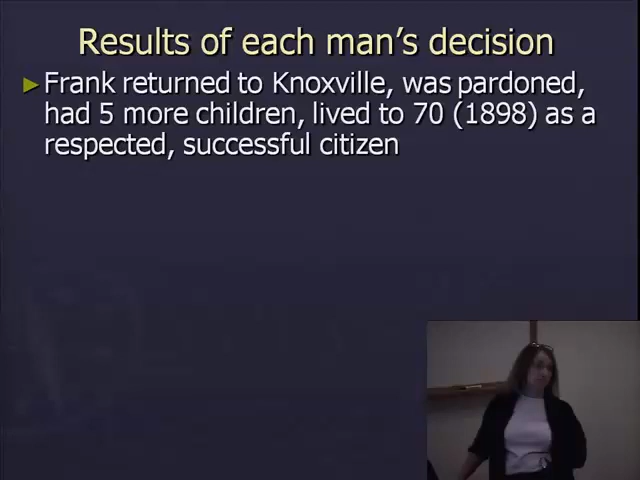 Results of each man's decision
Frank returned to Knoxville, was pardoned,
had 5 more children, lived to 70 (1898) as a
respected, successful citizen